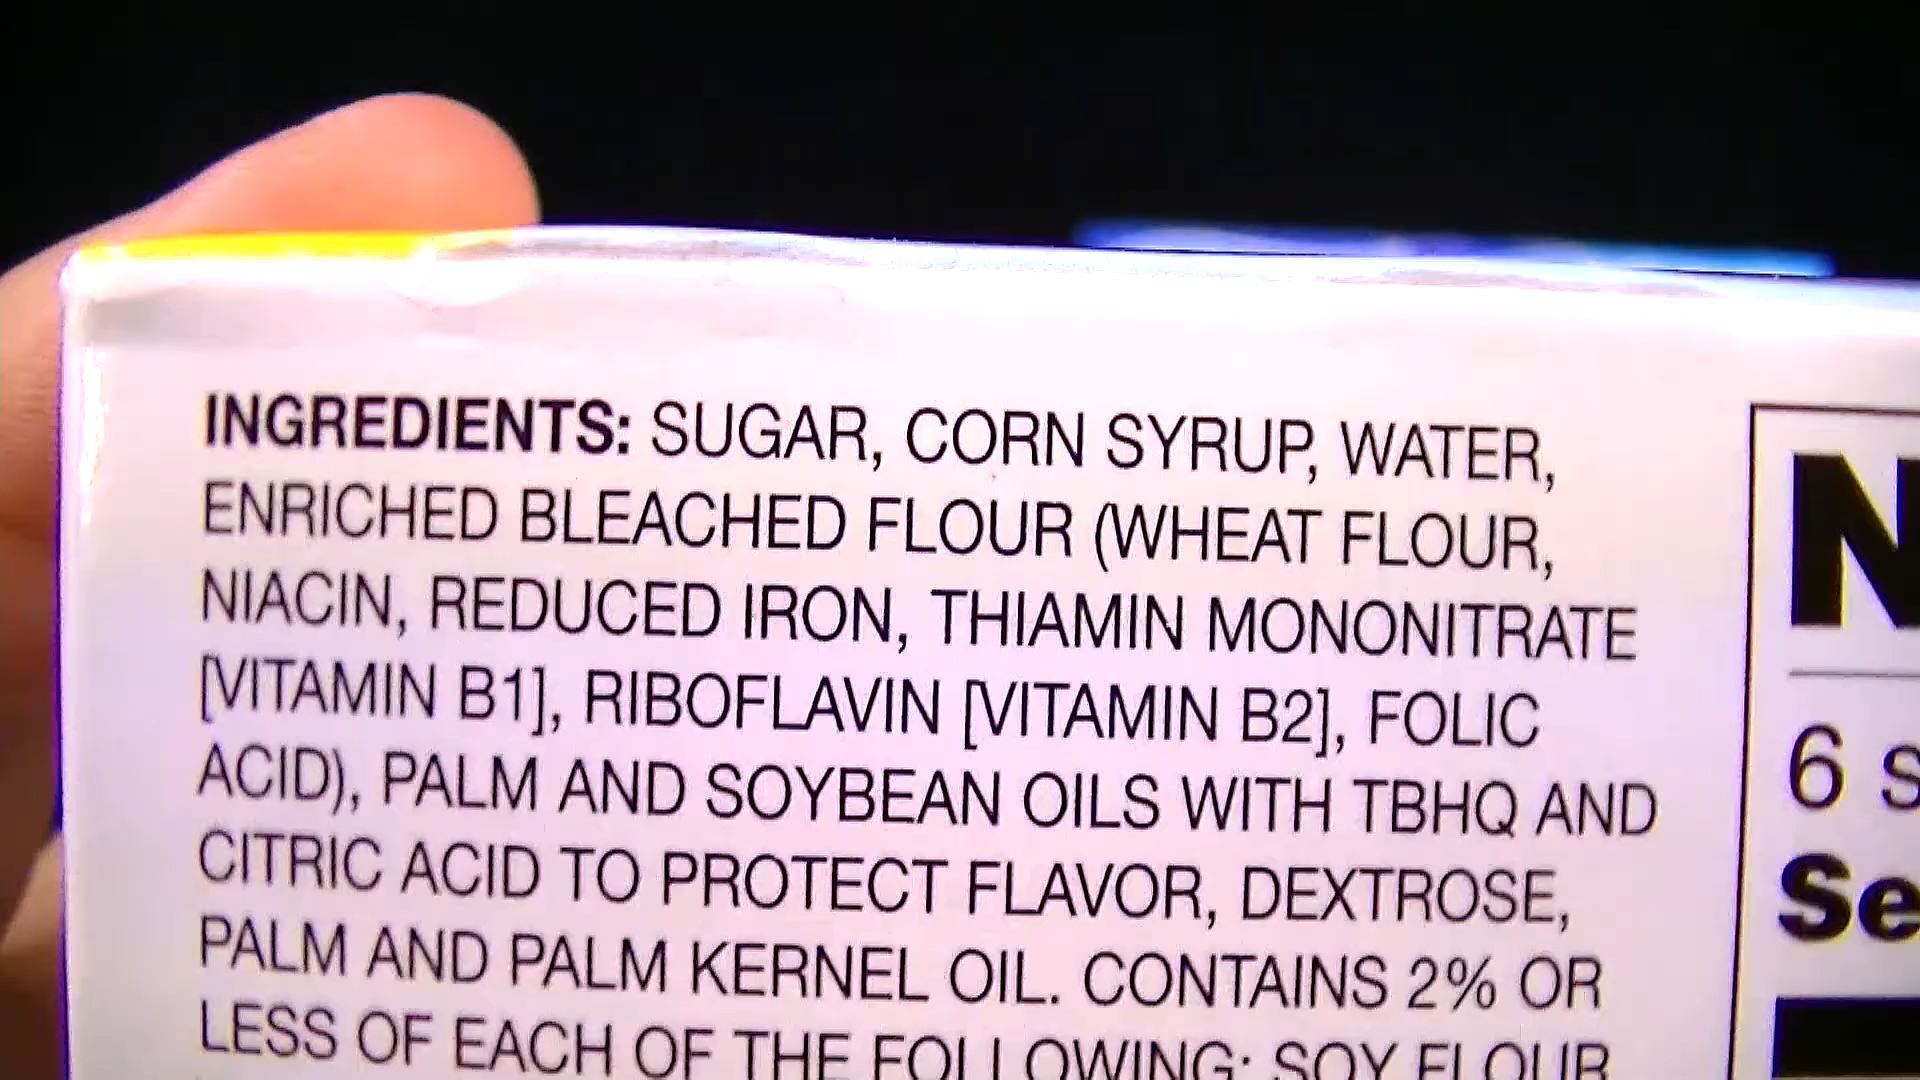 INGREDIENTS: SUGAR, CORN SYRUP, WATER,
ENRICHED BLEACHED FLOUR (WHEAT FLOUR,
NIACIN, REDUCED IRON, THIAMIN MONONITRATE
[VITAMIN B1], RIBOFLAVIN [VITAMIN B2], FOLIC
ACID), PALM AND SOYBEAN OILS WITH TBHQ AND
CITRIC ACID TO PROTECT FLAVOR, DEXTROSE,
PALM AND PALM KERNEL OIL. CONTAINS 2% OR
LESS OF EACH OF THE FOLLOWING: SOY FLOUR
N
6 s
Se